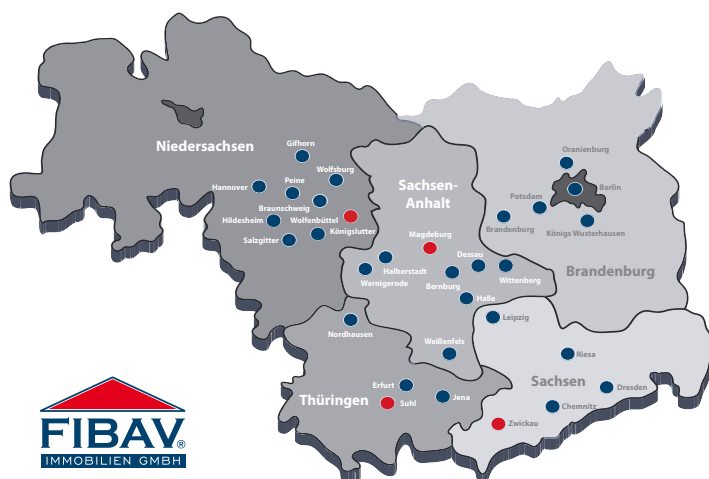 Niedersachsen
Gifhorn
Wolfsburg
Hannover
Peine
Braunschweig
Hildesheim
Wolfenbüttel
Königslutter
Salzgitter
Sachsen-
Anhalt
Magdeburg
Dessau
Halberstadt
Wernigerode
Bernburg
Wittenberg
Halle
Weißenfels
Oranienburg
Berlin
Potsdam
Brandenburg
Königs Wusterhausen
Brandenburg
Nordhausen
Thüringen
Erfurt
Suhl
Jena
Leipzig
Riesa
Sachsen
Dresden
Chemnitz
Zwickau
FIBAV®
IMMOBILIEN GMBH